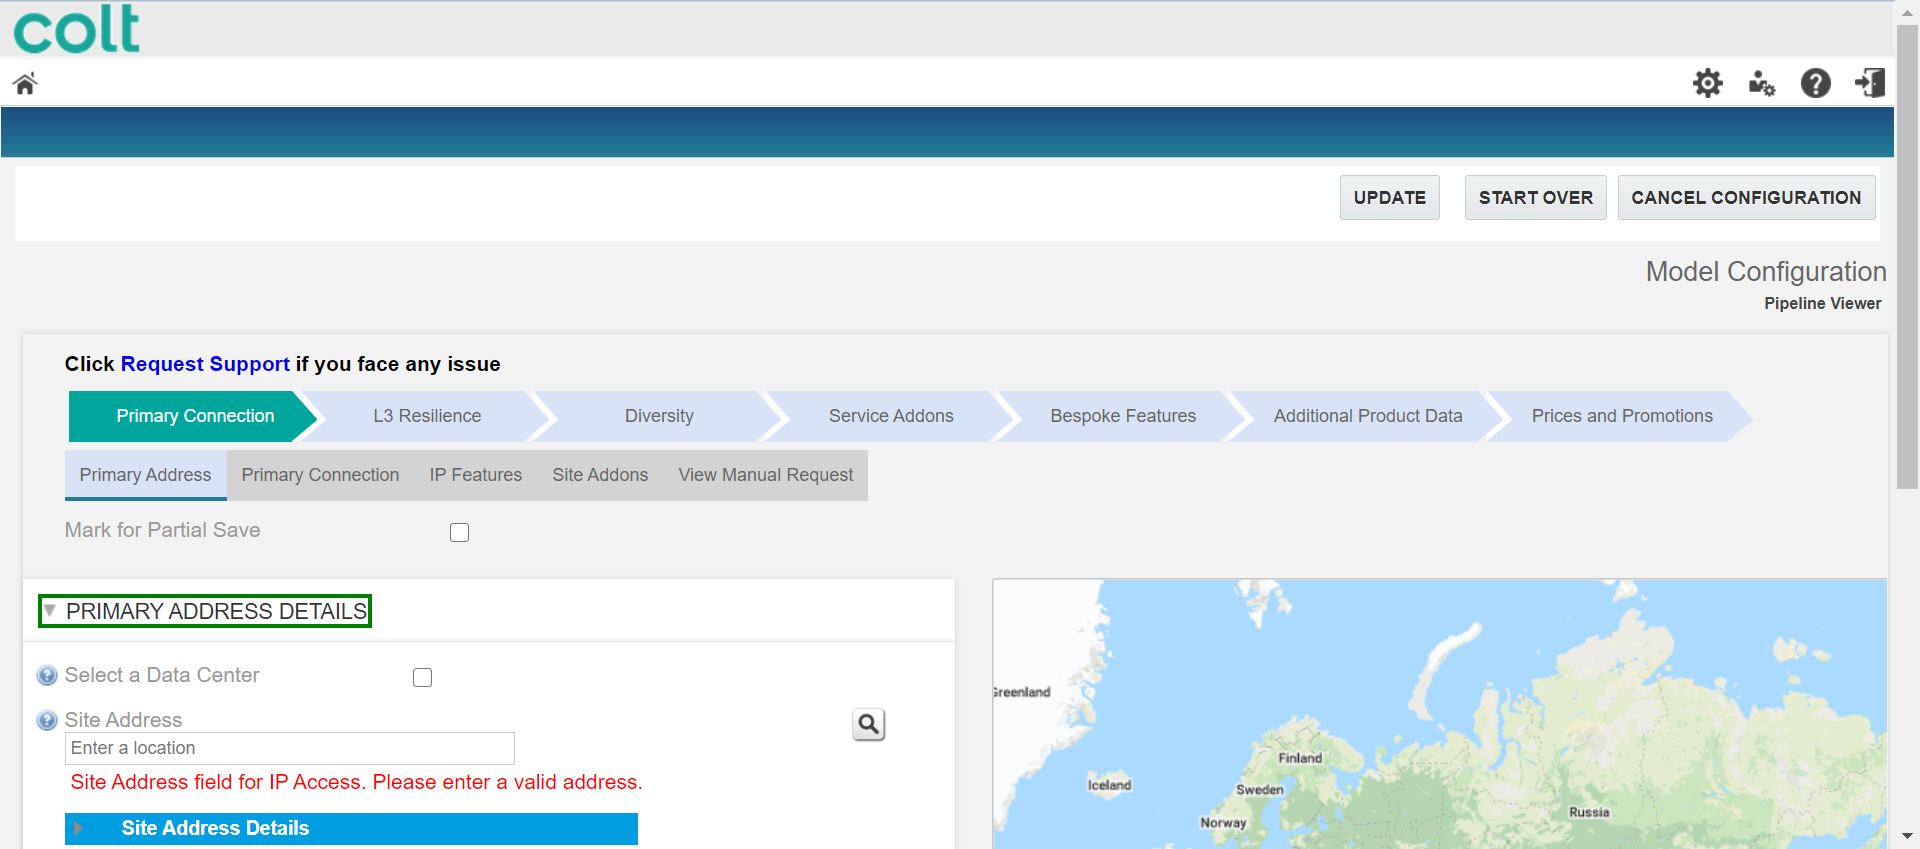 colt
UPDATE START OVER CANCEL CONFIGURATION
Model Configuration
Pipeline Viewer
Click Request Support if you face any issue
Primary Connection L3 Resilience Diversity Service Addons Bespoke Features Additional Product Data Prices and Promotions
Primary Address Primary Connection IP Features Site Addons View Manual Request
Mark for Partial Save
PRIMARY ADDRESS DETAILS
Select a Data Center
Site Address
Enter a location
Site Address field for IP Access. Please enter a valid address.
Site Address Details
Greenland
Finland
Iceland
Sweden
Russia
Norway